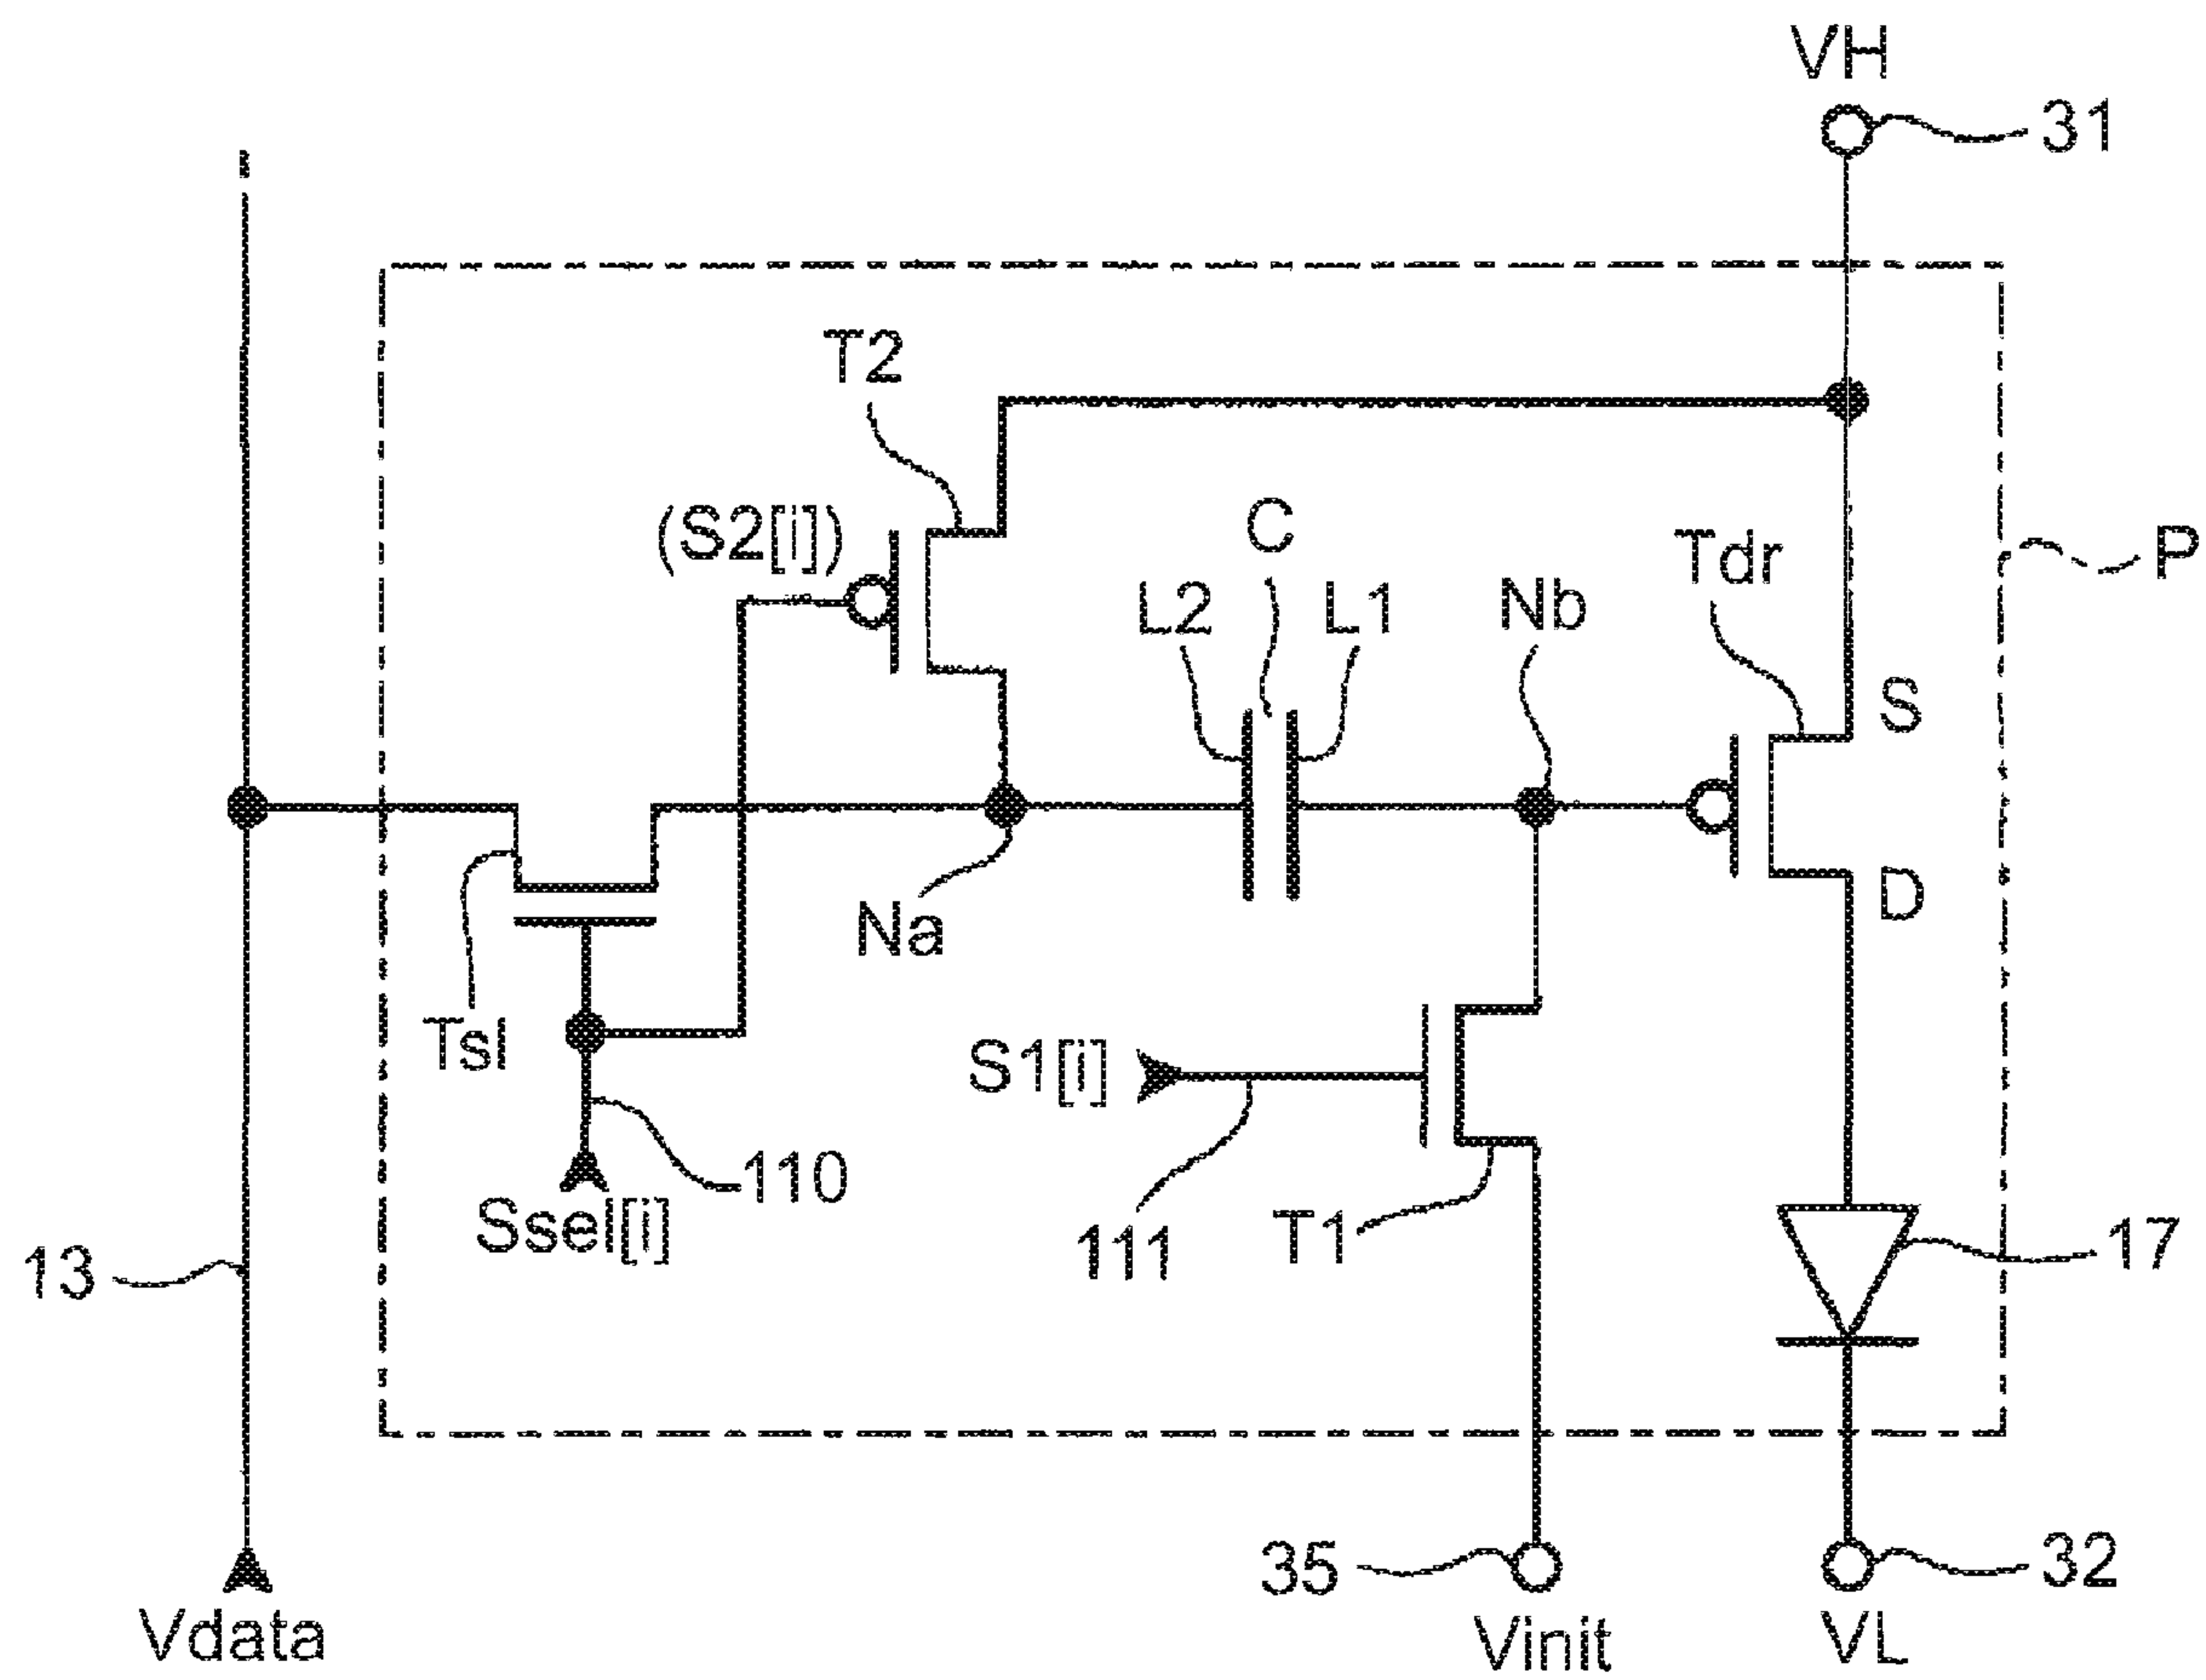 VH
31
T2
(S2[i])
C
Tdr
P
L2
L1
Nb
S
D
Na
Tsl
S1[i]
110
Ssel[i]
111
T1
17
13
35
32
Vdata
Vinit
VL